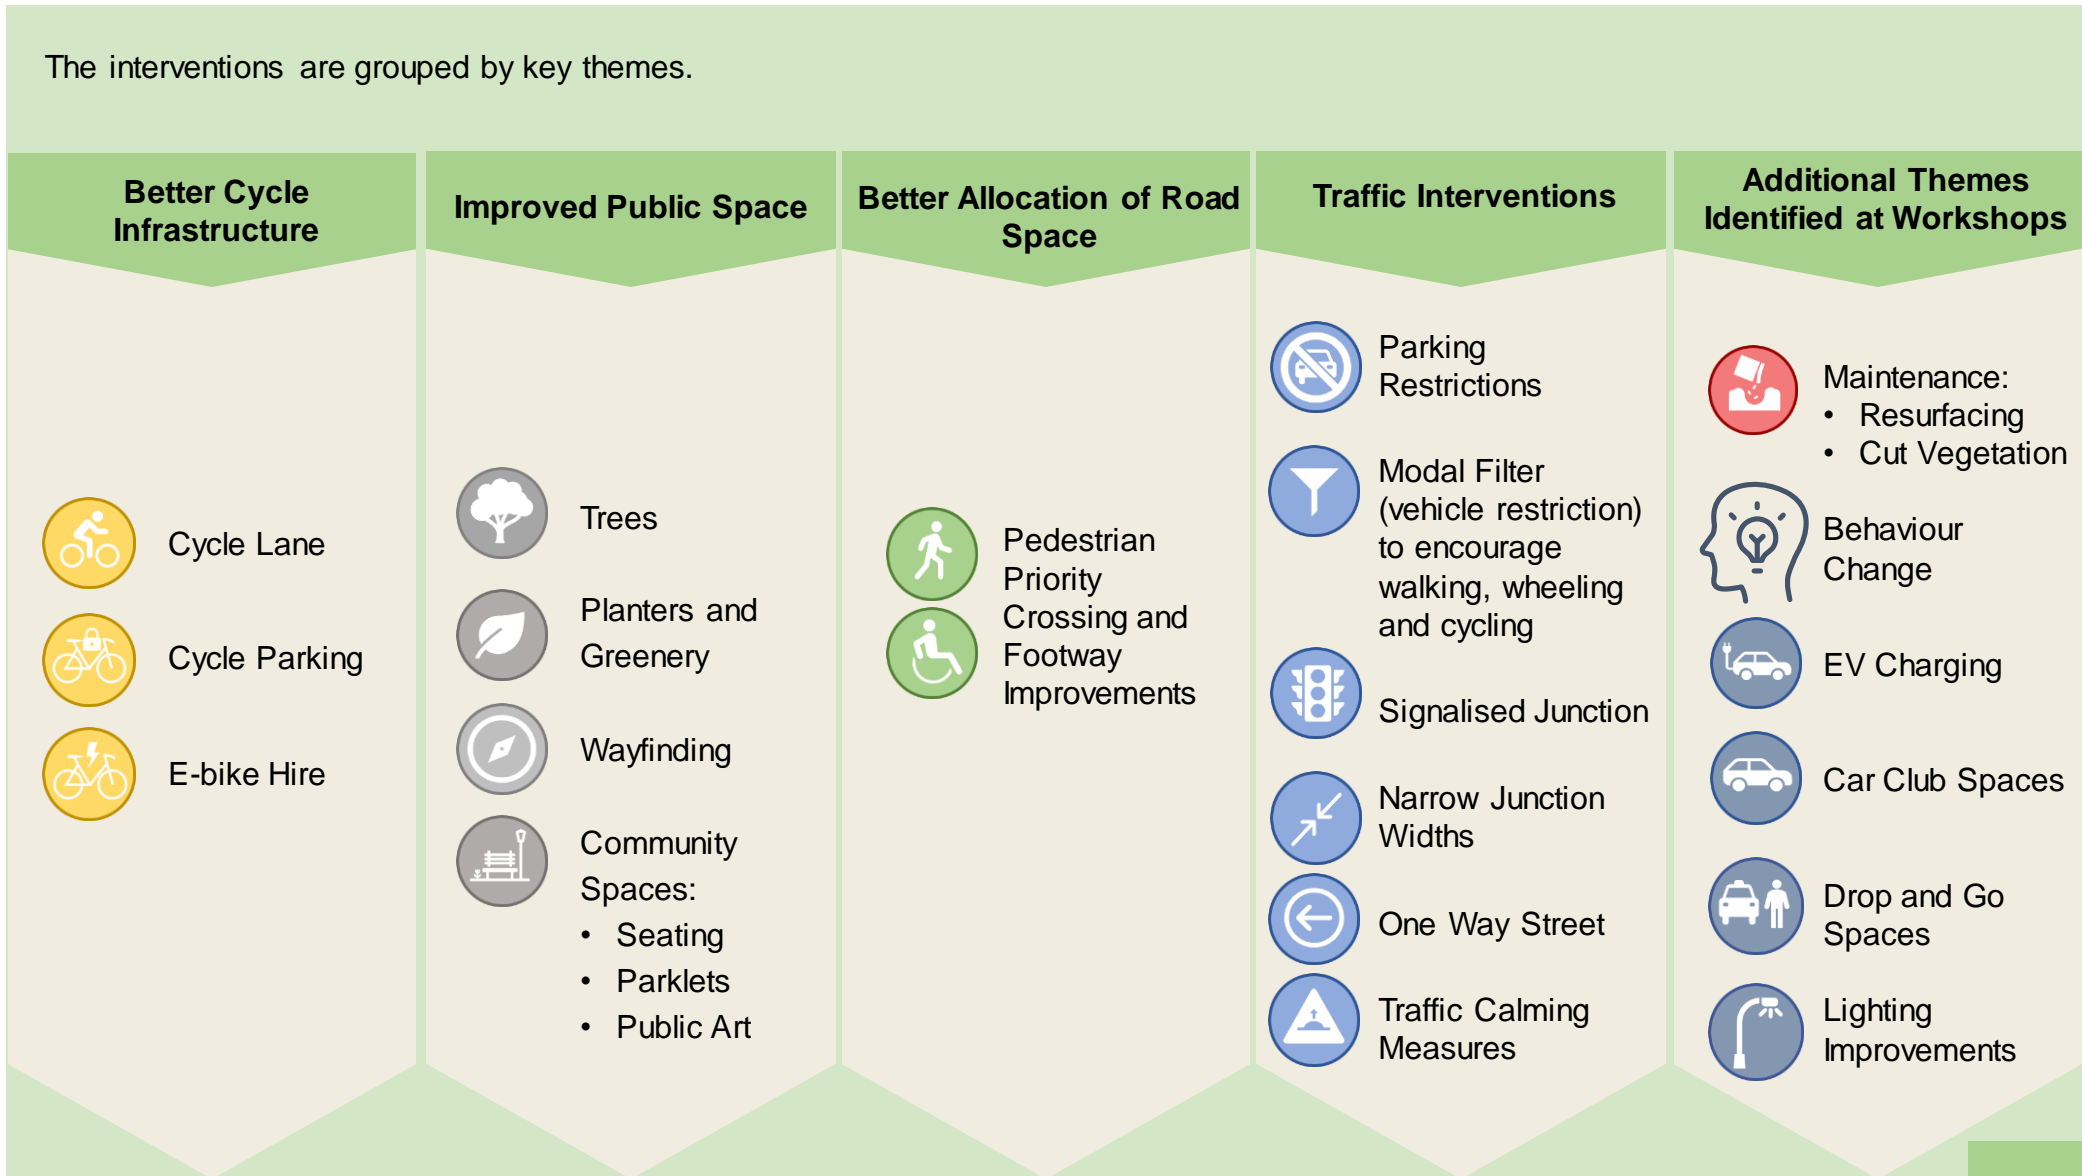 The interventions are grouped by key themes.
Better Cycle
Infrastructure
Cycle Lane
Cycle Parking
E-bike Hire
Improved Public Space
Trees
Planters and
Greenery
Wayfinding
Community
Spaces:
• Seating
• Parklets
• Public Art
Better Allocation of Road
Space
Pedestrian
Priority
Crossing and
Footway
Improvements
Traffic Interventions
Parking
Restrictions
Modal Filter
(vehicle restriction)
to encourage
walking, wheeling
and cycling
Signalised Junction
Narrow Junction
Widths
One Way Street
Traffic Calming
Measures
Additional Themes
Identified at Workshops
Maintenance:
• Resurfacing
• Cut Vegetation
Behaviour
Change
EV Charging
Car Club Spaces
Drop and Go
Spaces
Lighting
Improvements